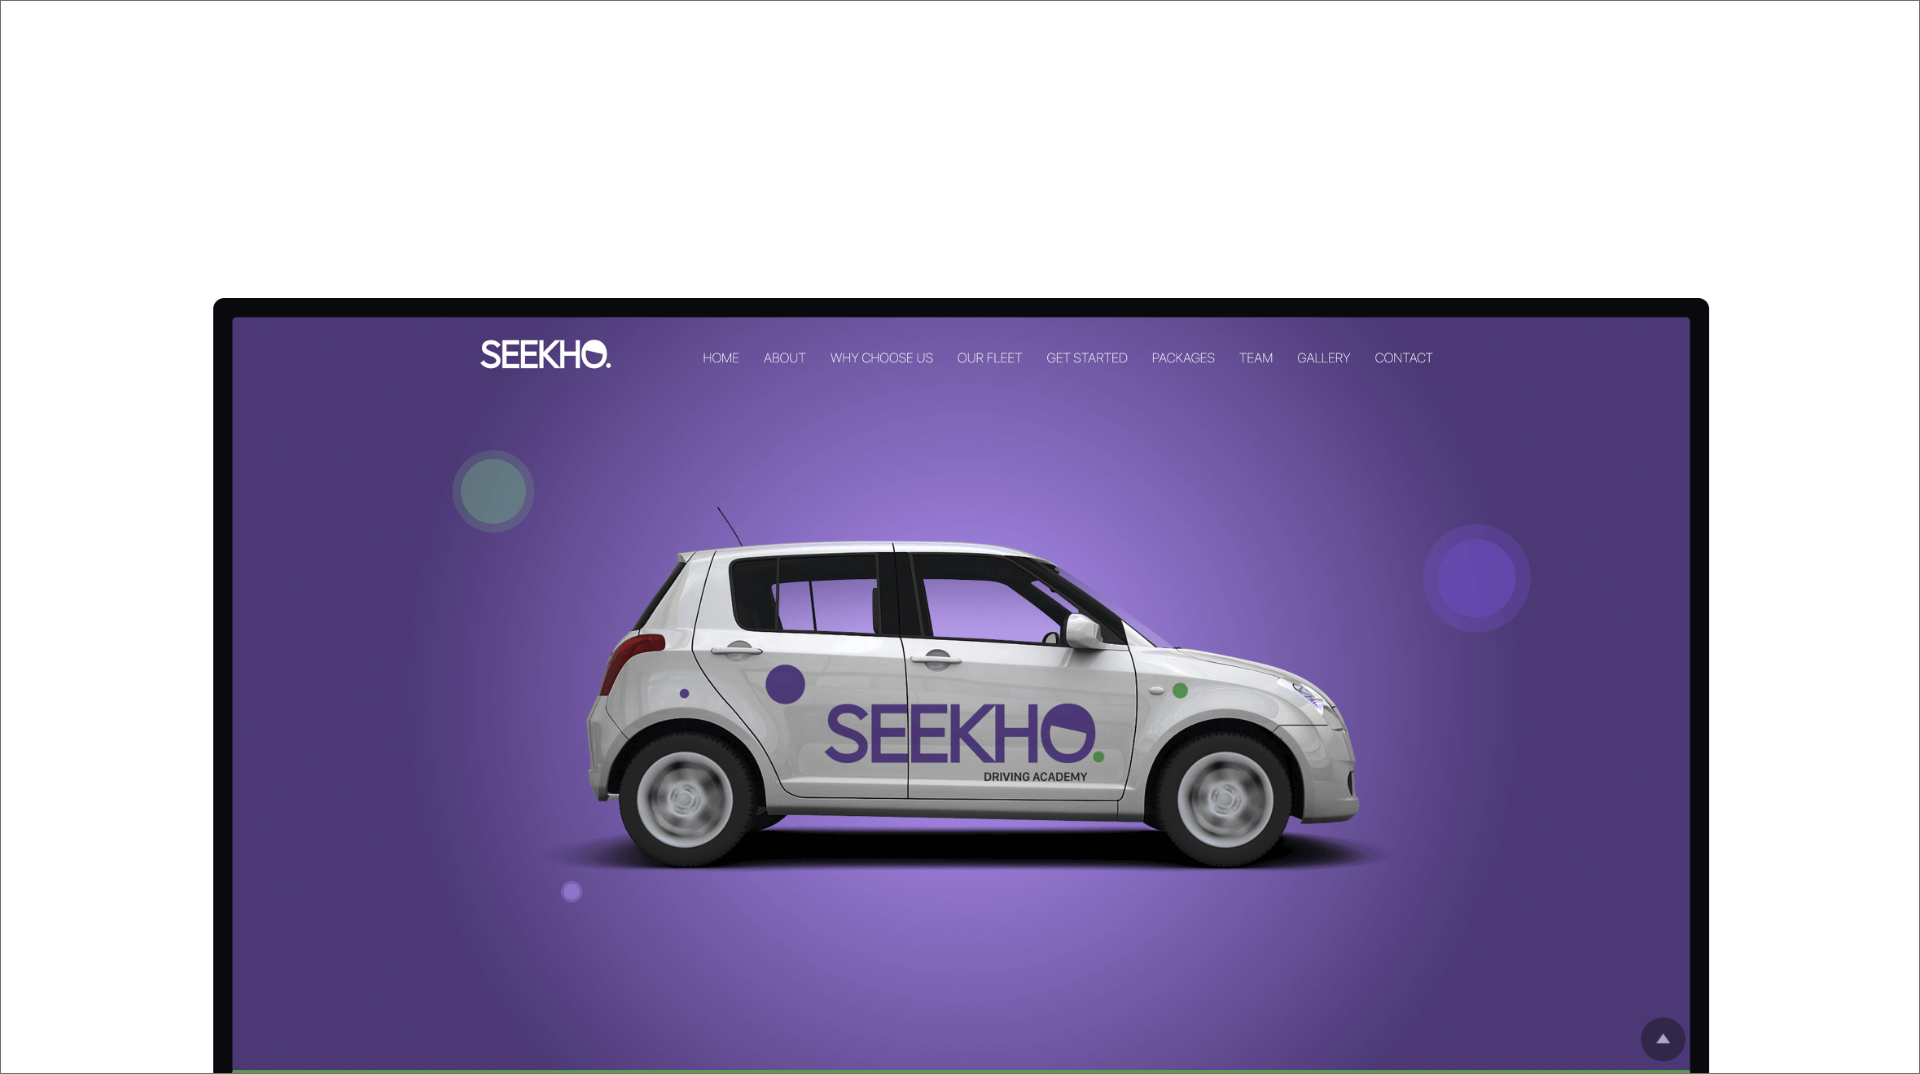 SEEKHO.
HOME ABOUT WHY CHOOSE US OUR FLEET GET STARTED PACKAGES TEAM GALLERY CONTACT
SEEKHO.
DRIVING ACADEMY